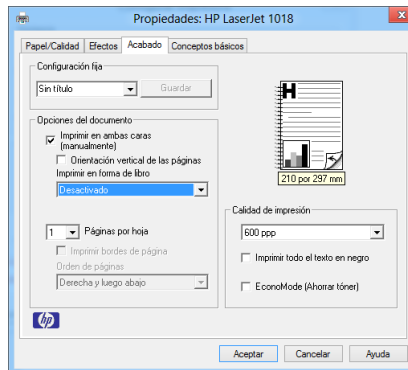 Propiedades: HP LaserJet 1018
x
Papel/Calidad Efectos Acabado Conceptos básicos
Configuración fija
Sin título Guardar
Opciones del documento
Imprimir en ambas caras
(manualmente)
Orientación vertical de las páginas
Imprimir en forma de libro
Desactivado
1 Páginas por hoja
Imprimir bordes de página
Orden de páginas
Derecha y luego abajo
H
210 por 297 mm
Calidad de impresión
600 ppp
Imprimir todo el texto en negro
EconoMode (Ahorrar tóner)
hp
Aceptar Cancelar Ayuda